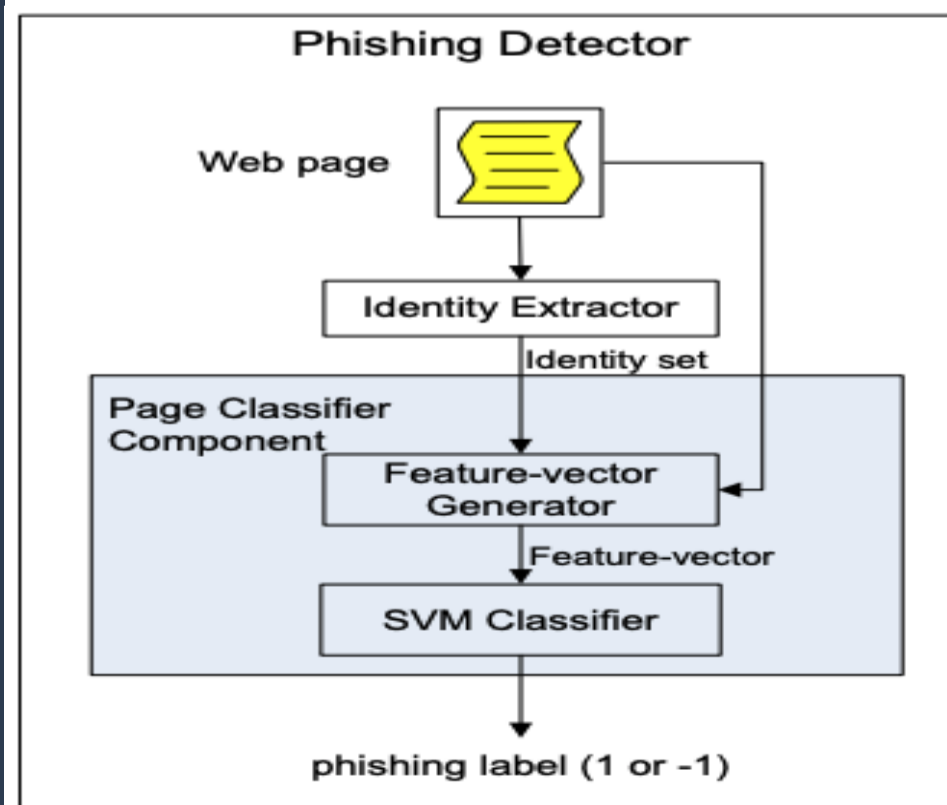 Phishing Detector
Web page
Identity Extractor
Identity set
Page Classifier
Component
Feature-vector
Generator
Feature-vector
SVM Classifier
phishing label (1 or -1)